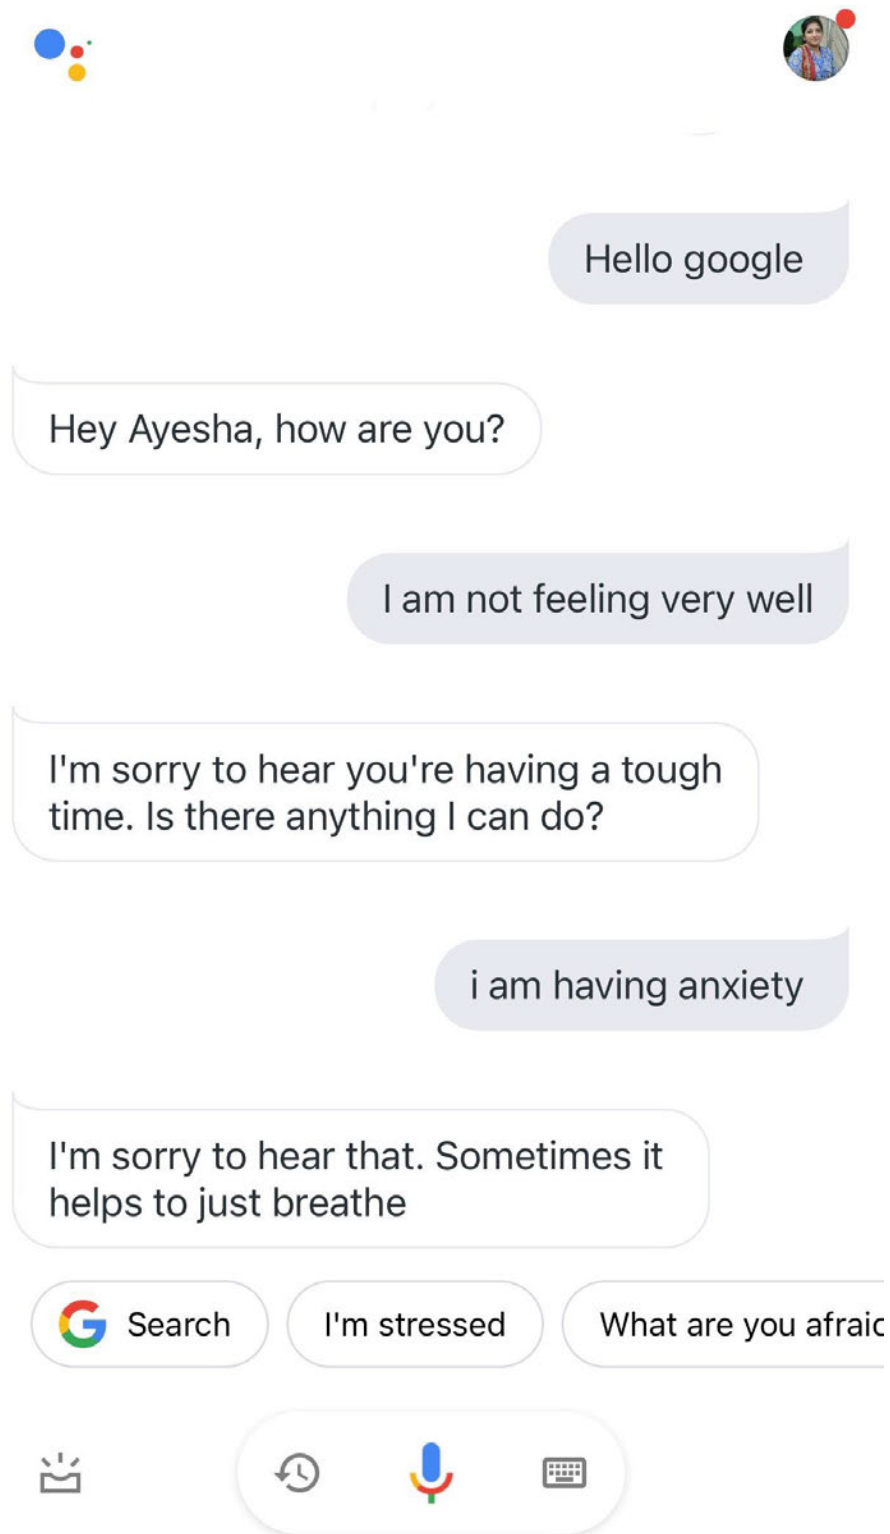 Hello google
Hey Ayesha, how are you?
I am not feeling very well
I'm sorry to hear you're having a tough
time. Is there anything I can do?
i am having anxiety
I'm sorry to hear that. Sometimes it
helps to just breathe
Search
I'm stressed
What are you